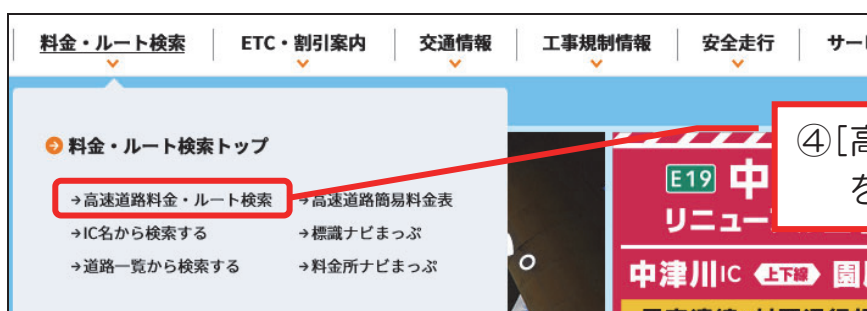 料金・ルート検索 ETC・割引案内 交通情報 工事規制情報 安全走行 サー
料金・ルート検索トップ
→高速道路料金・ルート検索 →高速道路簡易料金表
→IC名から検索する →標識ナビまっぷ
→道路一覧から検索する →料金所ナビまっぷ
④[高
を
E19 中
リニュー
い。
中津川IC 上下線 園